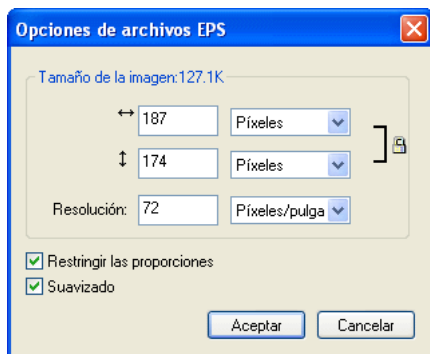 Opciones de archivos EPS
Tamaño de la imagen:127.1K
187 Píxeles
174 Píxeles
Resolución: 72 Píxeles/pulga
Restringir las proporciones
Suavizado
Aceptar Cancelar